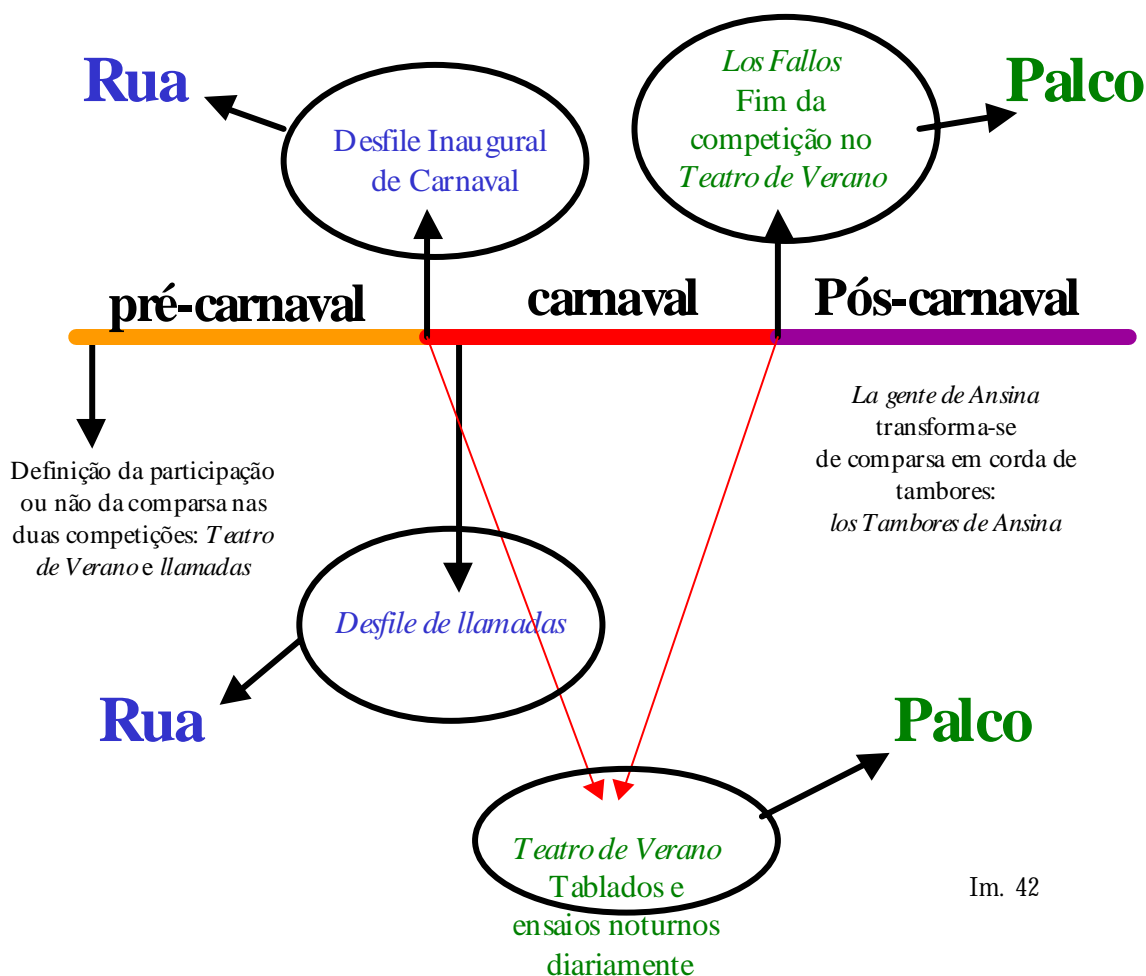 Rua
Desfile Inaugural
de Carnaval
Los Fallos
Fim da
competição no
Teatro de Verano
Palco
pré-carnaval
carnaval
Pós-carnaval
Definição da participação
ou não da comparsa nas
duas competições: Teatro
de Verano e llamadas
La gente de Ansina
transforma-se
de comparsa em corda de
tambores:
los Tambores de Ansina
Desfile de llamadas
Rua
Palco
Teatro de Verano
Tablados e
ensaios noturnos
diariamente
Im. 42